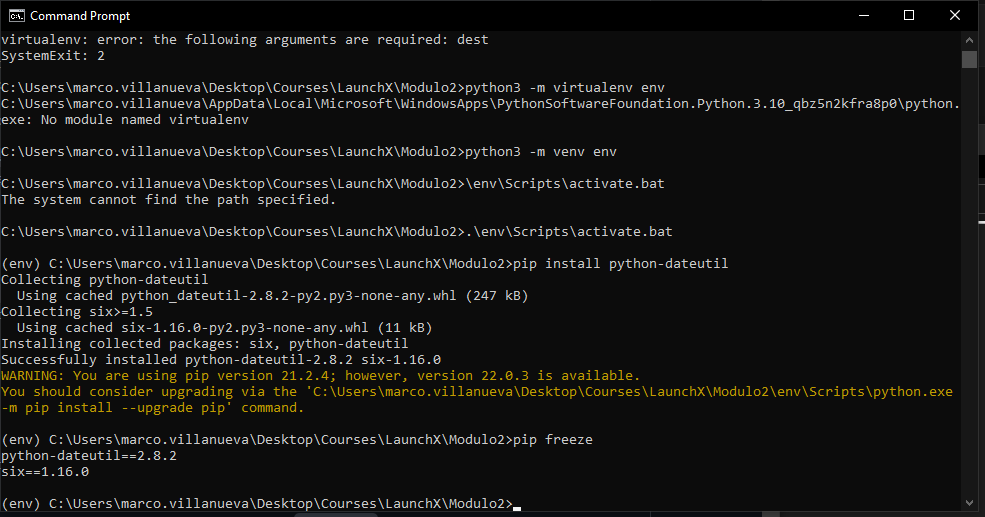 Command Prompt
virtualenv: error: the following arguments are required: dest
SystemExit: 2
C:\Users\marco.villanueva\Desktop\Courses\LaunchX\Modulo2>python3 -m virtualenv env
C:\Users\marco.villanueva\AppData\Local\Microsoft\WindowsApps\PythonSoftwareFoundation.Python.3.10_qbz5n2kfra8p0\python.
exe: No module named virtualenv
C:\Users\marco.villanueva\Desktop\Courses\LaunchX\Modulo2>python3 -m venv env
C:\Users\marco.villanueva\Desktop\Courses\LaunchX\Modulo2>\env\Scripts\activate.bat
The system cannot find the path specified.
C:\Users\marco.villanueva\Desktop\Courses\LaunchX\Modulo2>.\env\Scripts\activate.bat
(env) C:\Users\marco.villanueva\Desktop\Courses\LaunchX\Modulo2>pip install python-dateutil
Collecting python-dateutil
  Using cached python_dateutil-2.8.2-py2.py3-none-any.whl (247 kB)
Collecting six>=1.5
  Using cached six-1.16.0-py2.py3-none-any.whl (11 kB)
Installing collected packages: six, python-dateutil
Successfully installed python-dateutil-2.8.2 six-1.16.0
WARNING: You are using pip version 21.2.4; however, version 22.0.3 is available.
You should consider upgrading via the 'C:\Users\marco.villanueva\Desktop\Courses\LaunchX\Modulo2\env\Scripts\python.exe
-m pip install --upgrade pip' command.
(env) C:\Users\marco.villanueva\Desktop\Courses\LaunchX\Modulo2>pip freeze
python-dateutil==2.8.2
six==1.16.0
(env) C:\Users\marco.villanueva\Desktop\Courses\LaunchX\Modulo2>